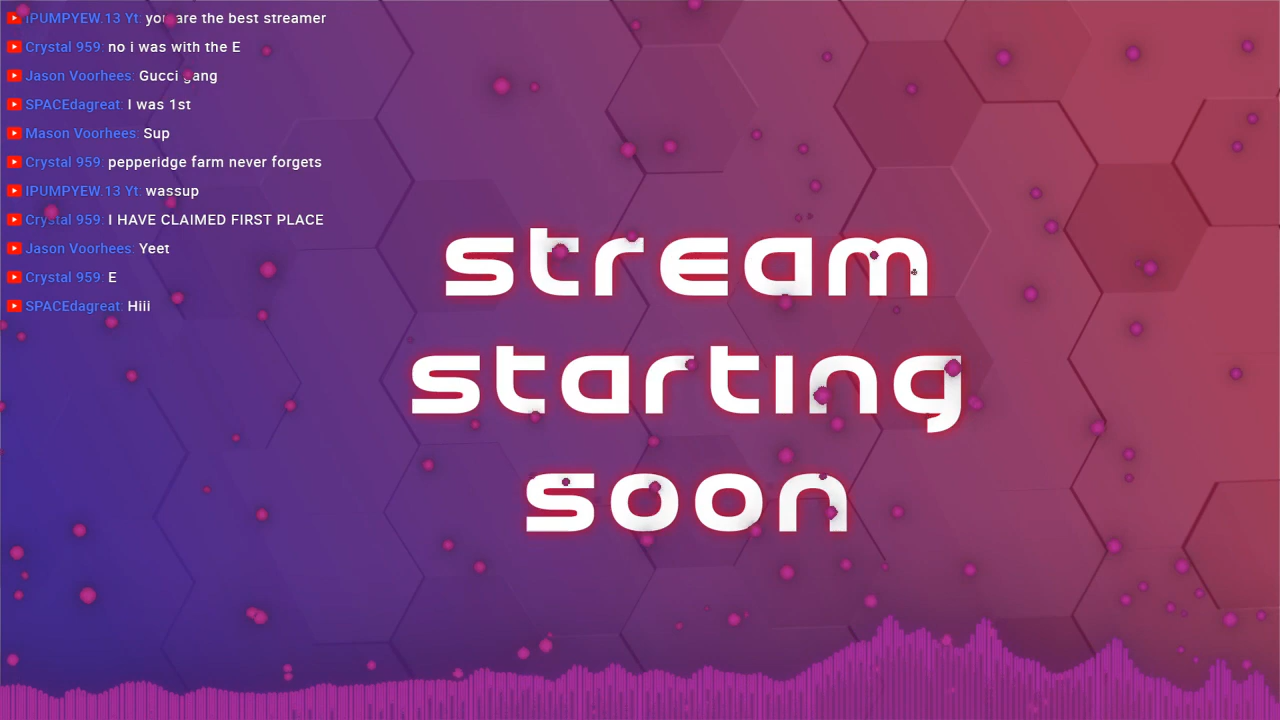 IPUMPYEW.13 Yt: you are the best streamer
Crystal 959: no i was with the E
Jason Voorhees: Gucci gang
SPACEdagreat: I was 1st
Mason Voorhees: Sup
Crystal 959: pepperidge farm never forgets
IPUMPYEW.13 Yt: wassup
Crystal 959: I HAVE CLAIMED FIRST PLACE
Jason Voorhees: Yeet
Crystal 959: E
SPACEdagreat: Hiii
stream
starting
soon